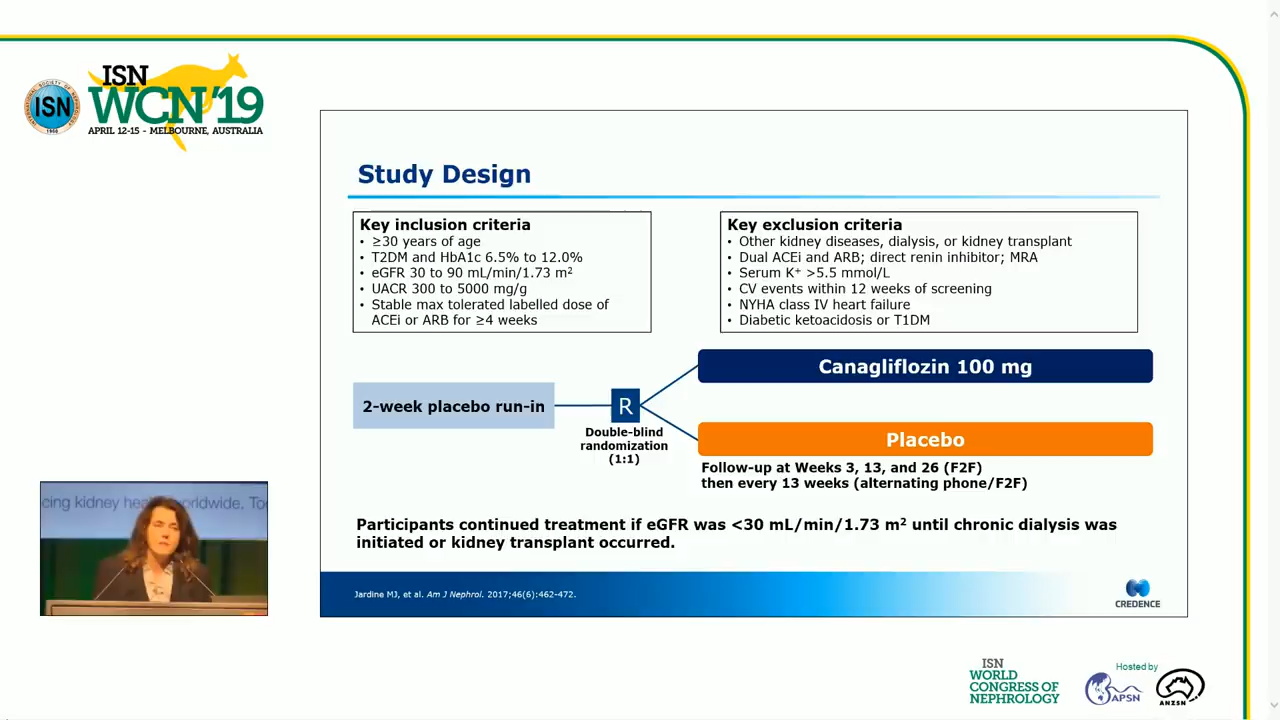 ISN
WCN'19
APRIL 12-15 - MELBOURNE, AUSTRALIA
ISN
Study Design
Key inclusion criteria
• ≥30 years of age
• T2DM and HbA1c 6.5% to 12.0%
• eGFR 30 to 90 mL/min/1.73 m²
• UACR 300 to 5000 mg/g
• Stable max tolerated labelled dose of
ACEi or ARB for ≥4 weeks
Key exclusion criteria
• Other kidney diseases, dialysis, or kidney transplant
• Dual ACEi and ARB; direct renin inhibitor; MRA
• Serum K⁺ >5.5 mmol/L
• CV events within 12 weeks of screening
• NYHA class IV heart failure
• Diabetic ketoacidosis or T1DM
2-week placebo run-in
R
Double-blind
randomization
(1:1)
Canagliflozin 100 mg
Placebo
Follow-up at Weeks 3, 13, and 26 (F2F)
then every 13 weeks (alternating phone/F2F)
Participants continued treatment if eGFR was <30 mL/min/1.73 m² until chronic dialysis was
initiated or kidney transplant occurred.
Jardine MJ, et al. Am J Nephrol. 2017;46(6):462-472.
CREDENCE
cing kidney hea worldwide. To
ISN
WORLD
CONGRESS OF
NEPHROLOGY
Hosted by
APSN
ANZSN